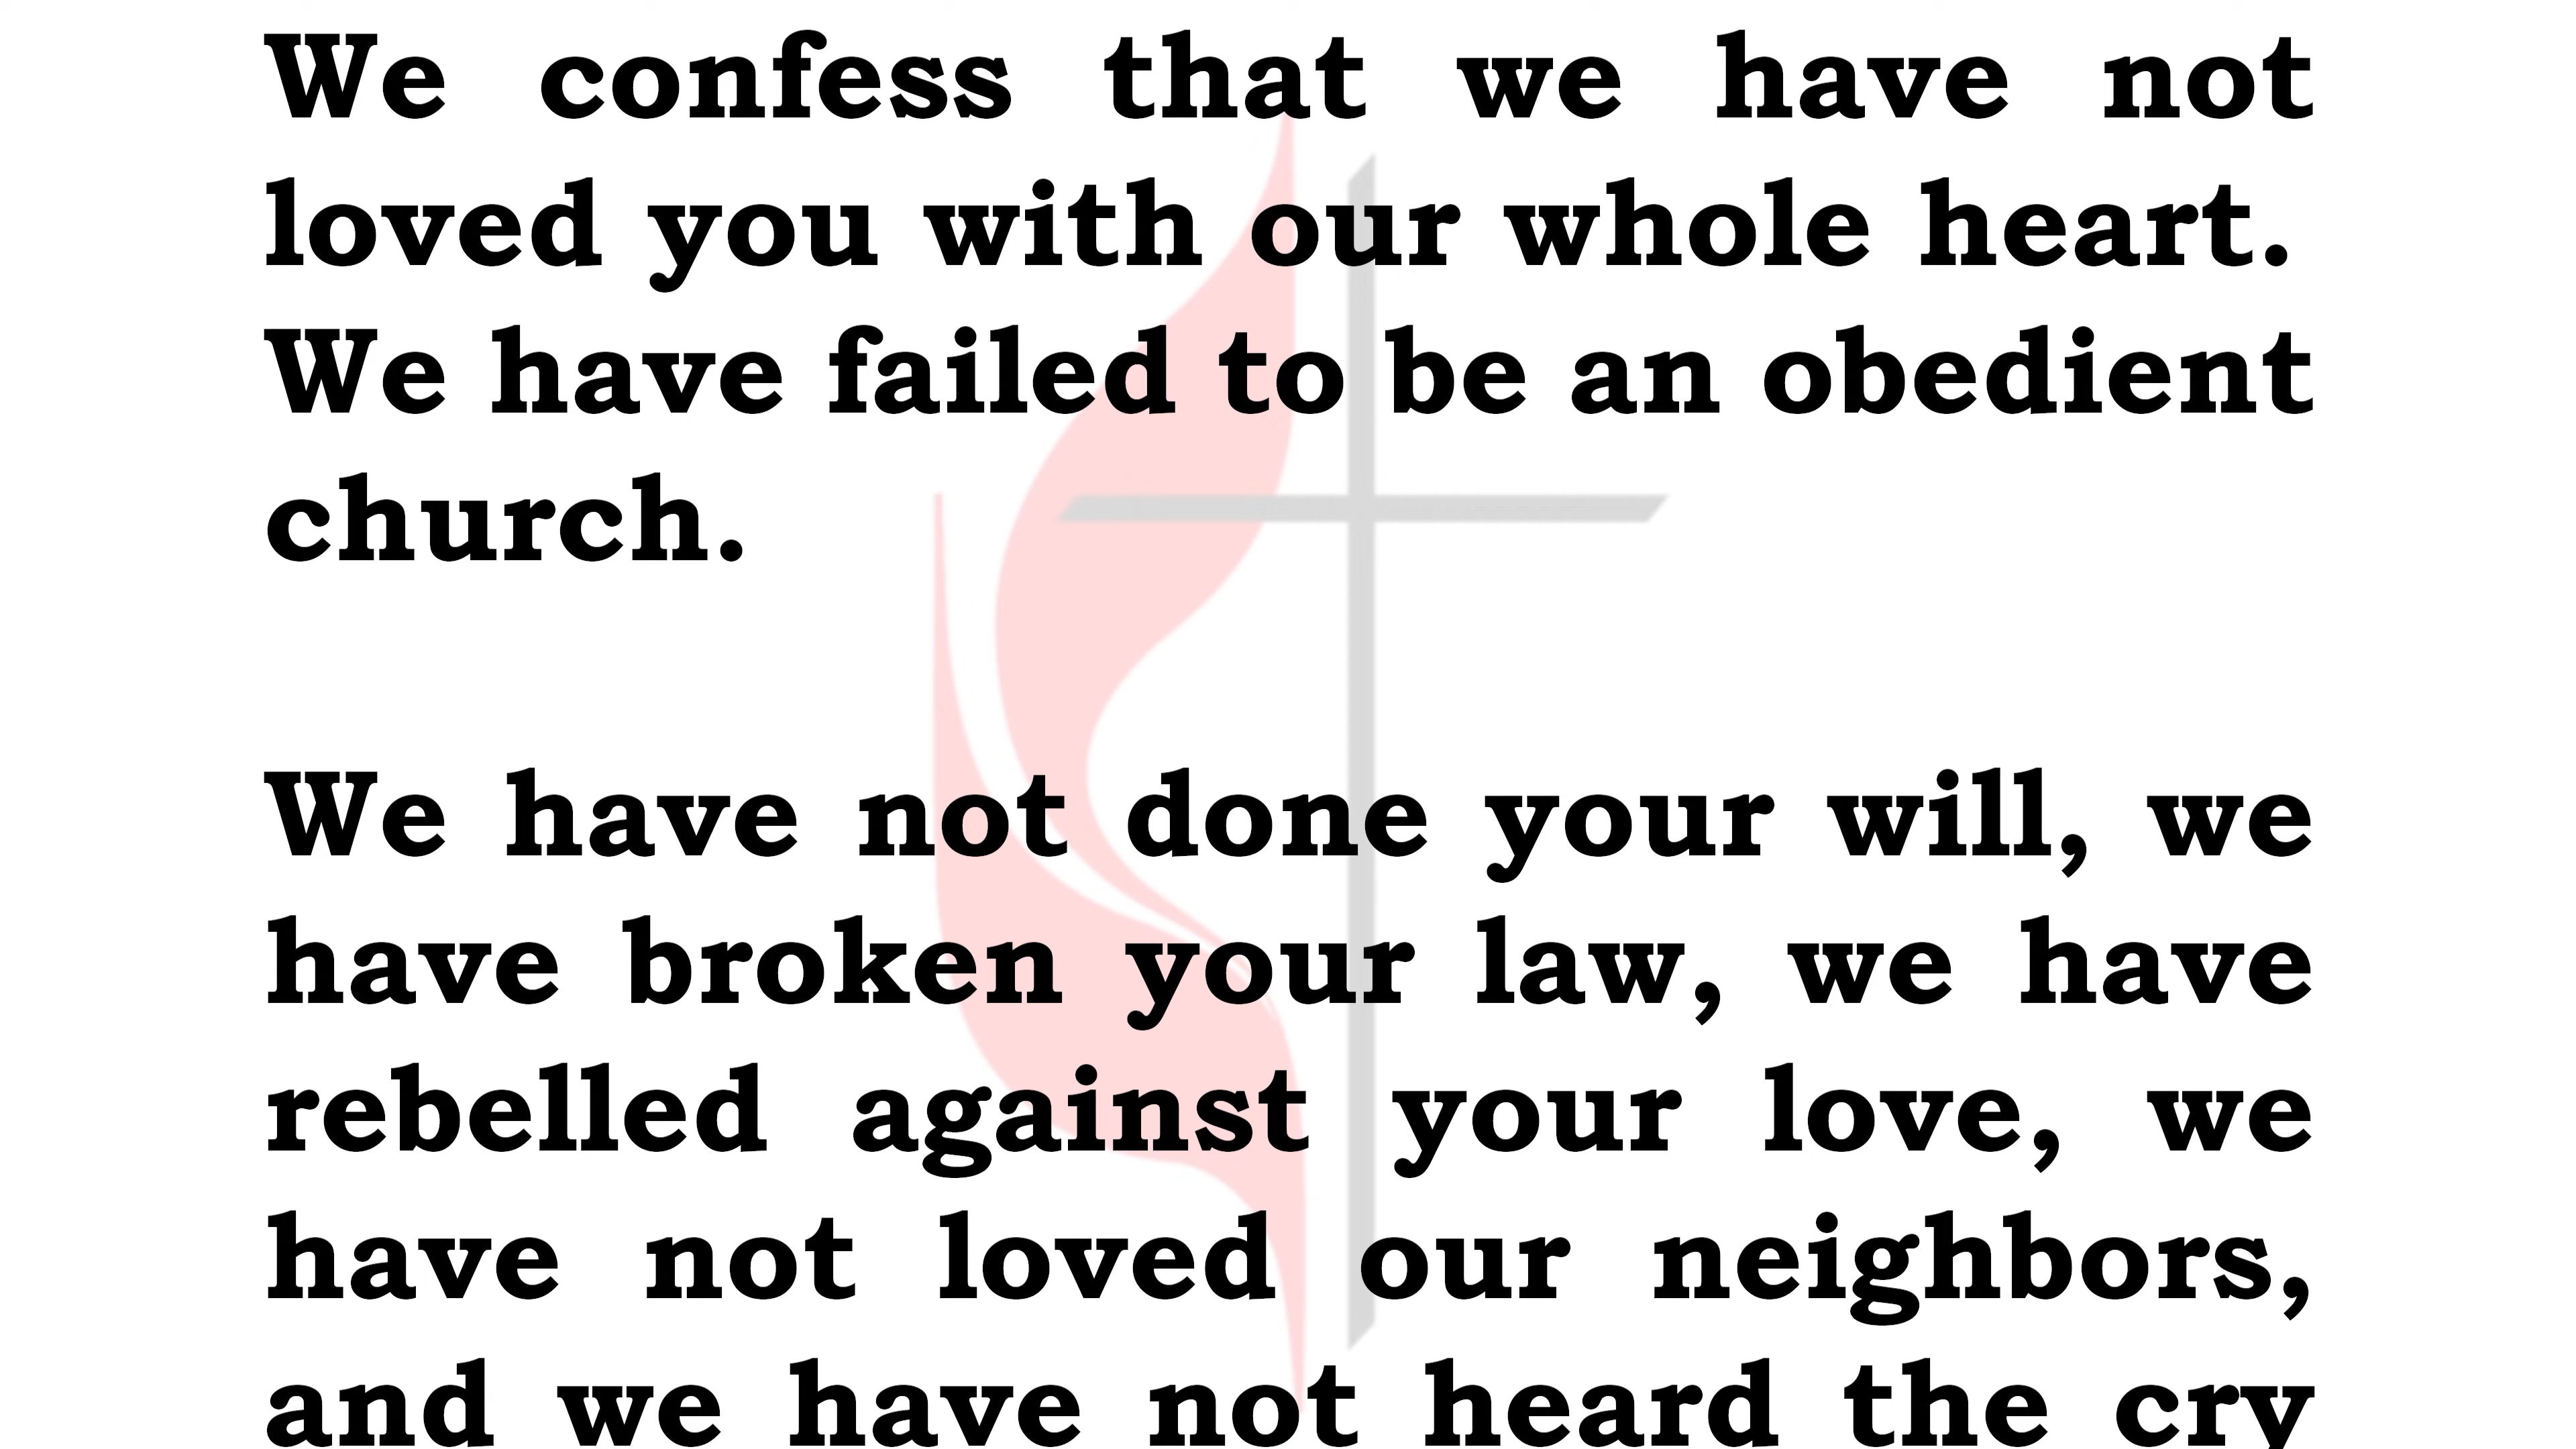 We confess that we have not
loved you with our whole heart.
We have failed to be an obedient
church.
We have not done your will, we
have broken your law, we have
rebelled against your love, we
have not loved our neighbors,
and we have not heard the cry